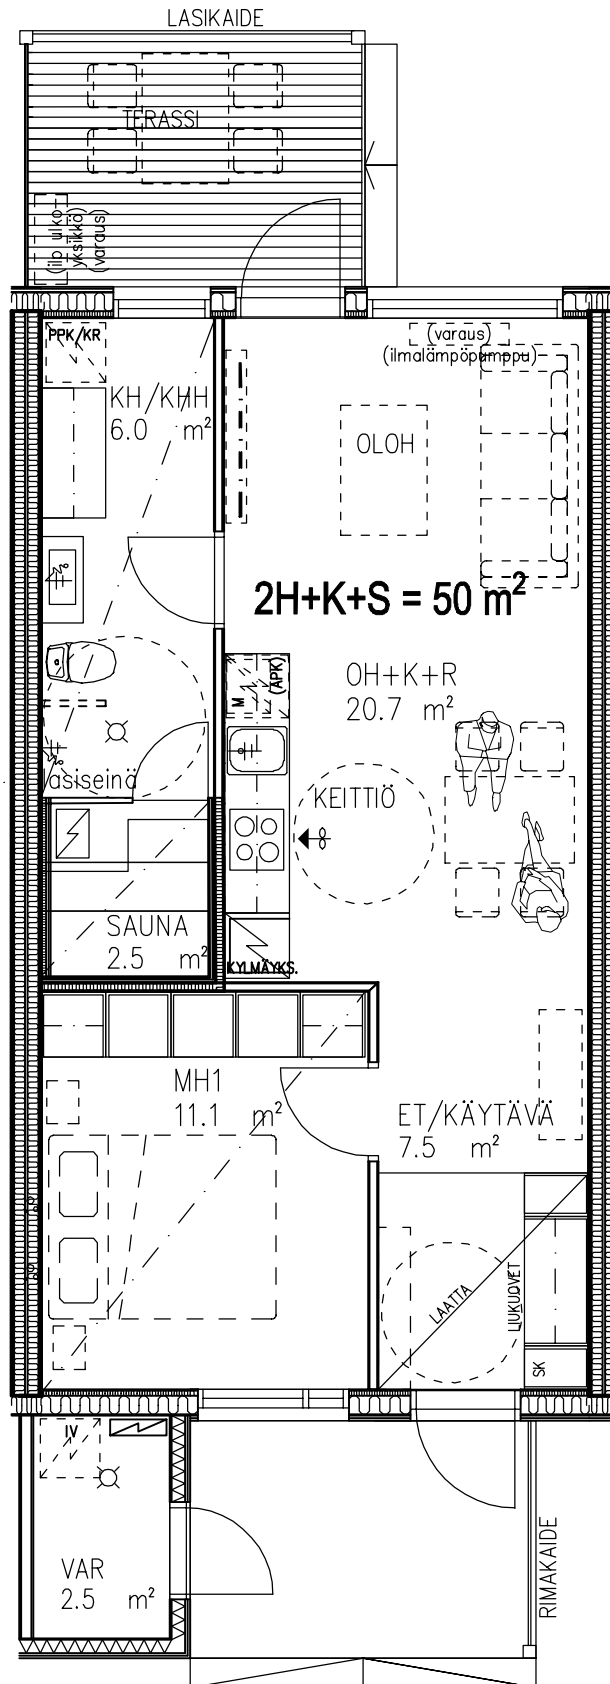 LASIKAIDE
TERASSI
(ilp ulko-
yksikkö)
(varaus)
PPK/KR
(varaus)
(ilmalämpöpumppu)
KH/KHH
6.0 m²
OLOH
2H+K+S = 50 m²
OH+K+R
20.7 m²
M
(APK)
lasiseinä
KEITTIÖ
SAUNA
2.5 m²
KYLMÄYKS.
MH1
11.1 m²
ET/KÄYTÄVÄ
7.5 m²
LAATTA
LIUKUOVET
SK
IV
VAR
2.5 m²
RIMAKAIDE